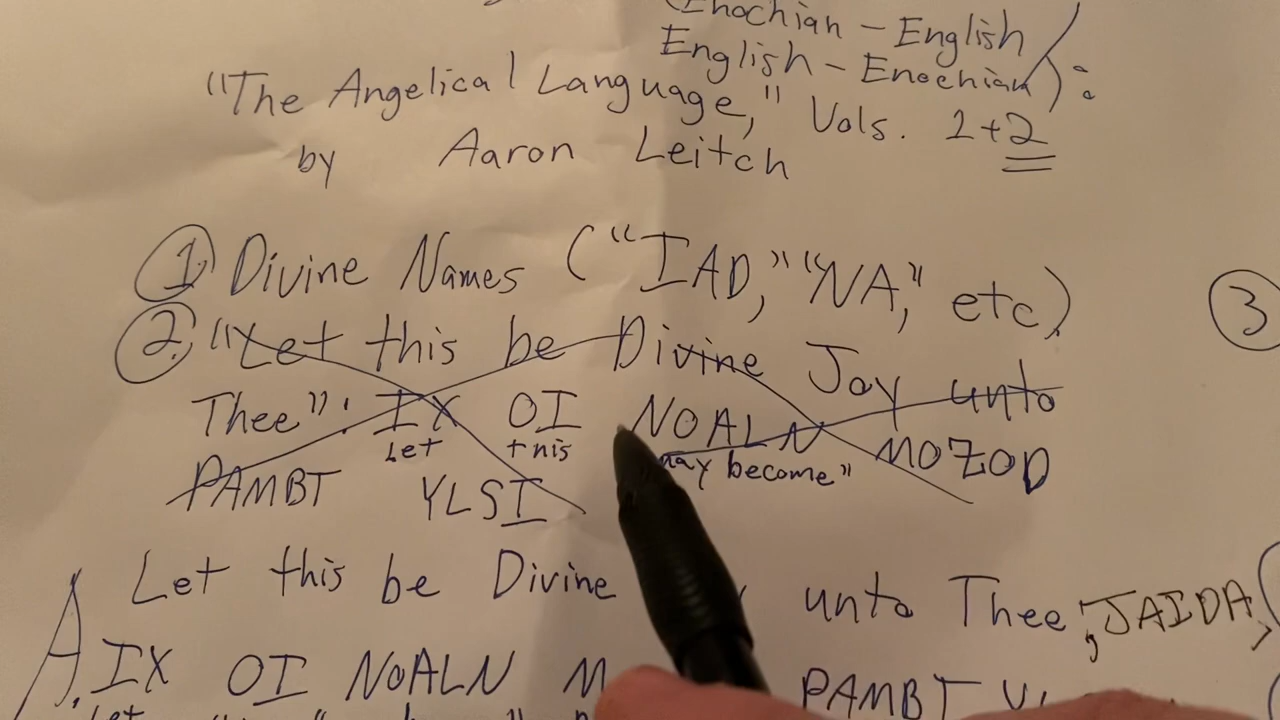 (Enochian - English
English - Enochian):
"The Angelical Language," Vols. 1+2
by Aaron Leitch
1. Divine Names ("IAD," "NA," etc)
2. "Let this be Divine Joy unto
3
Thee": IX OI NOALN MOZOD
Let this may become"
PAMBT YLSI
Let this be Divine unto Thee, JAIDA,
A. IX OI NOALN M PAMBT